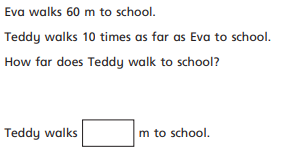 Eva walks 60 m to school.
Teddy walks 10 times as far as Eva to school.
How far does Teddy walk to school?
Teddy walks m to school.